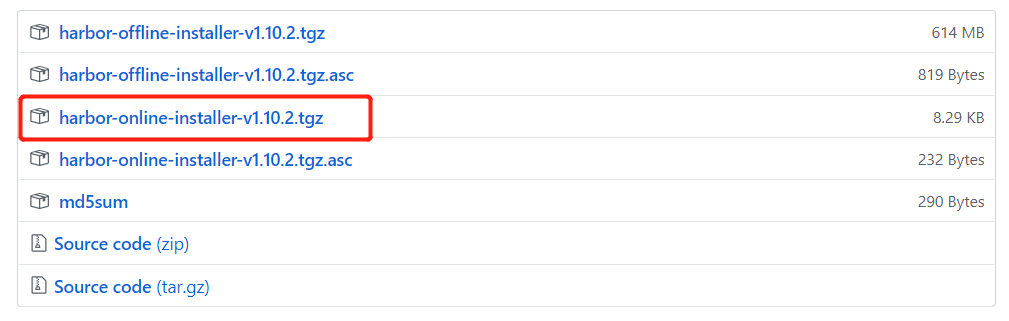 harbor-offline-installer-v1.10.2.tgz 614 MB
harbor-offline-installer-v1.10.2.tgz.asc 819 Bytes
harbor-online-installer-v1.10.2.tgz 8.29 KB
harbor-online-installer-v1.10.2.tgz.asc 232 Bytes
md5sum 290 Bytes
Source code (zip)
Source code (tar.gz)